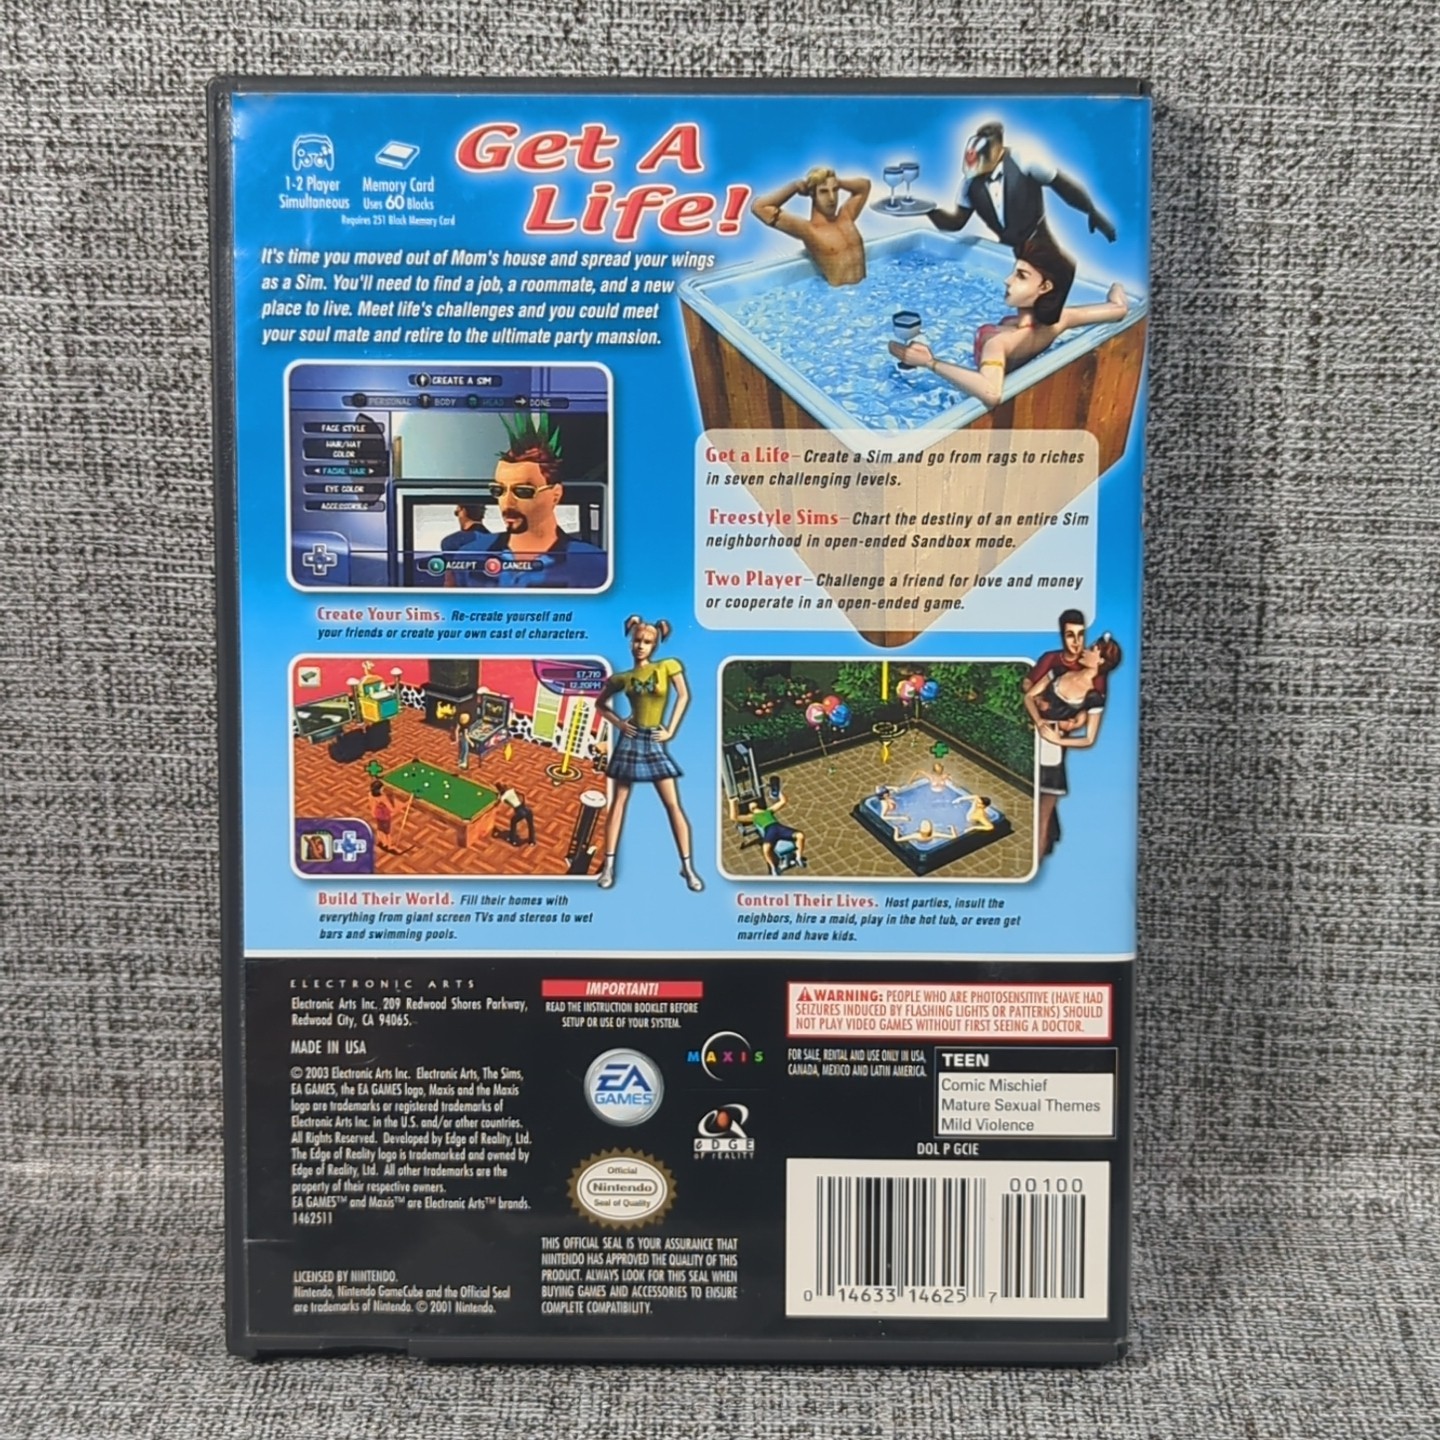 Get A
Life!
1-2 Player
Simultaneous
Memory Card
Uses 60 Blocks
Requires 251 Block Memory Card
It's time you moved out of Mom's house and spread your wings
as a Sim. You'll need to find a job, a roommate, and a new
place to live. Meet life's challenges and you could meet
your soul mate and retire to the ultimate party mansion.
CREATE A SIM
PERSONAL BODY HEAD DONE
FACE STYLE
HAIR/HAT
COLOR
FACIAL HAIR
EYE COLOR
ACCESSORIES
ACCEPT CANCEL
Create Your Sims. Re-create yourself and
your friends or create your own cast of characters.
Get a Life–Create a Sim and go from rags to riches
in seven challenging levels.
Freestyle Sims–Chart the destiny of an entire Sim
neighborhood in open-ended Sandbox mode.
Two Player–Challenge a friend for love and money
or cooperate in an open-ended game.
12:20PM
Build Their World. Fill their homes with
everything from giant screen TVs and stereos to wet
bars and swimming pools.
Control Their Lives. Host parties, insult the
neighbors, hire a maid, play in the hot tub, or even get
married and have kids.
ELECTRONIC ARTS
Electronic Arts Inc., 209 Redwood Shores Parkway,
Redwood City, CA 94065.
MADE IN USA
© 2003 Electronic Arts Inc. Electronic Arts, The Sims,
EA GAMES, the EA GAMES logo, Maxis and the Maxis
logo are trademarks or registered trademarks of
Electronic Arts Inc. in the U.S. and/or other countries.
All Rights Reserved. Developed by Edge of Reality, Ltd.
The Edge of Reality logo is trademarked and owned by
Edge of Reality, Ltd. All other trademarks are the
property of their respective owners.
EA GAMES™ and Maxis™ are Electronic Arts™ brands.
1462511
LICENSED BY NINTENDO.
Nintendo, Nintendo GameCube and the Official Seal
are trademarks of Nintendo. © 2001 Nintendo.
IMPORTANT!
READ THE INSTRUCTION BOOKLET BEFORE
SETUP OR USE OF YOUR SYSTEM.
EA
GAMES
MAXIS
EDGE
OF REALITY
Official
Nintendo
Seal of Quality
THIS OFFICIAL SEAL IS YOUR ASSURANCE THAT
NINTENDO HAS APPROVED THE QUALITY OF THIS
PRODUCT. ALWAYS LOOK FOR THIS SEAL WHEN
BUYING GAMES AND ACCESSORIES TO ENSURE
COMPLETE COMPATIBILITY.
WARNING: PEOPLE WHO ARE PHOTOSENSITIVE (HAVE HAD
SEIZURES INDUCED BY FLASHING LIGHTS OR PATTERNS) SHOULD
NOT PLAY VIDEO GAMES WITHOUT FIRST SEEING A DOCTOR.
FOR SALE, RENTAL AND USE ONLY IN USA,
CANADA, MEXICO AND LATIN AMERICA.
TEEN
Comic Mischief
Mature Sexual Themes
Mild Violence
DOL P GCIE
00100
0 14633 14625 7